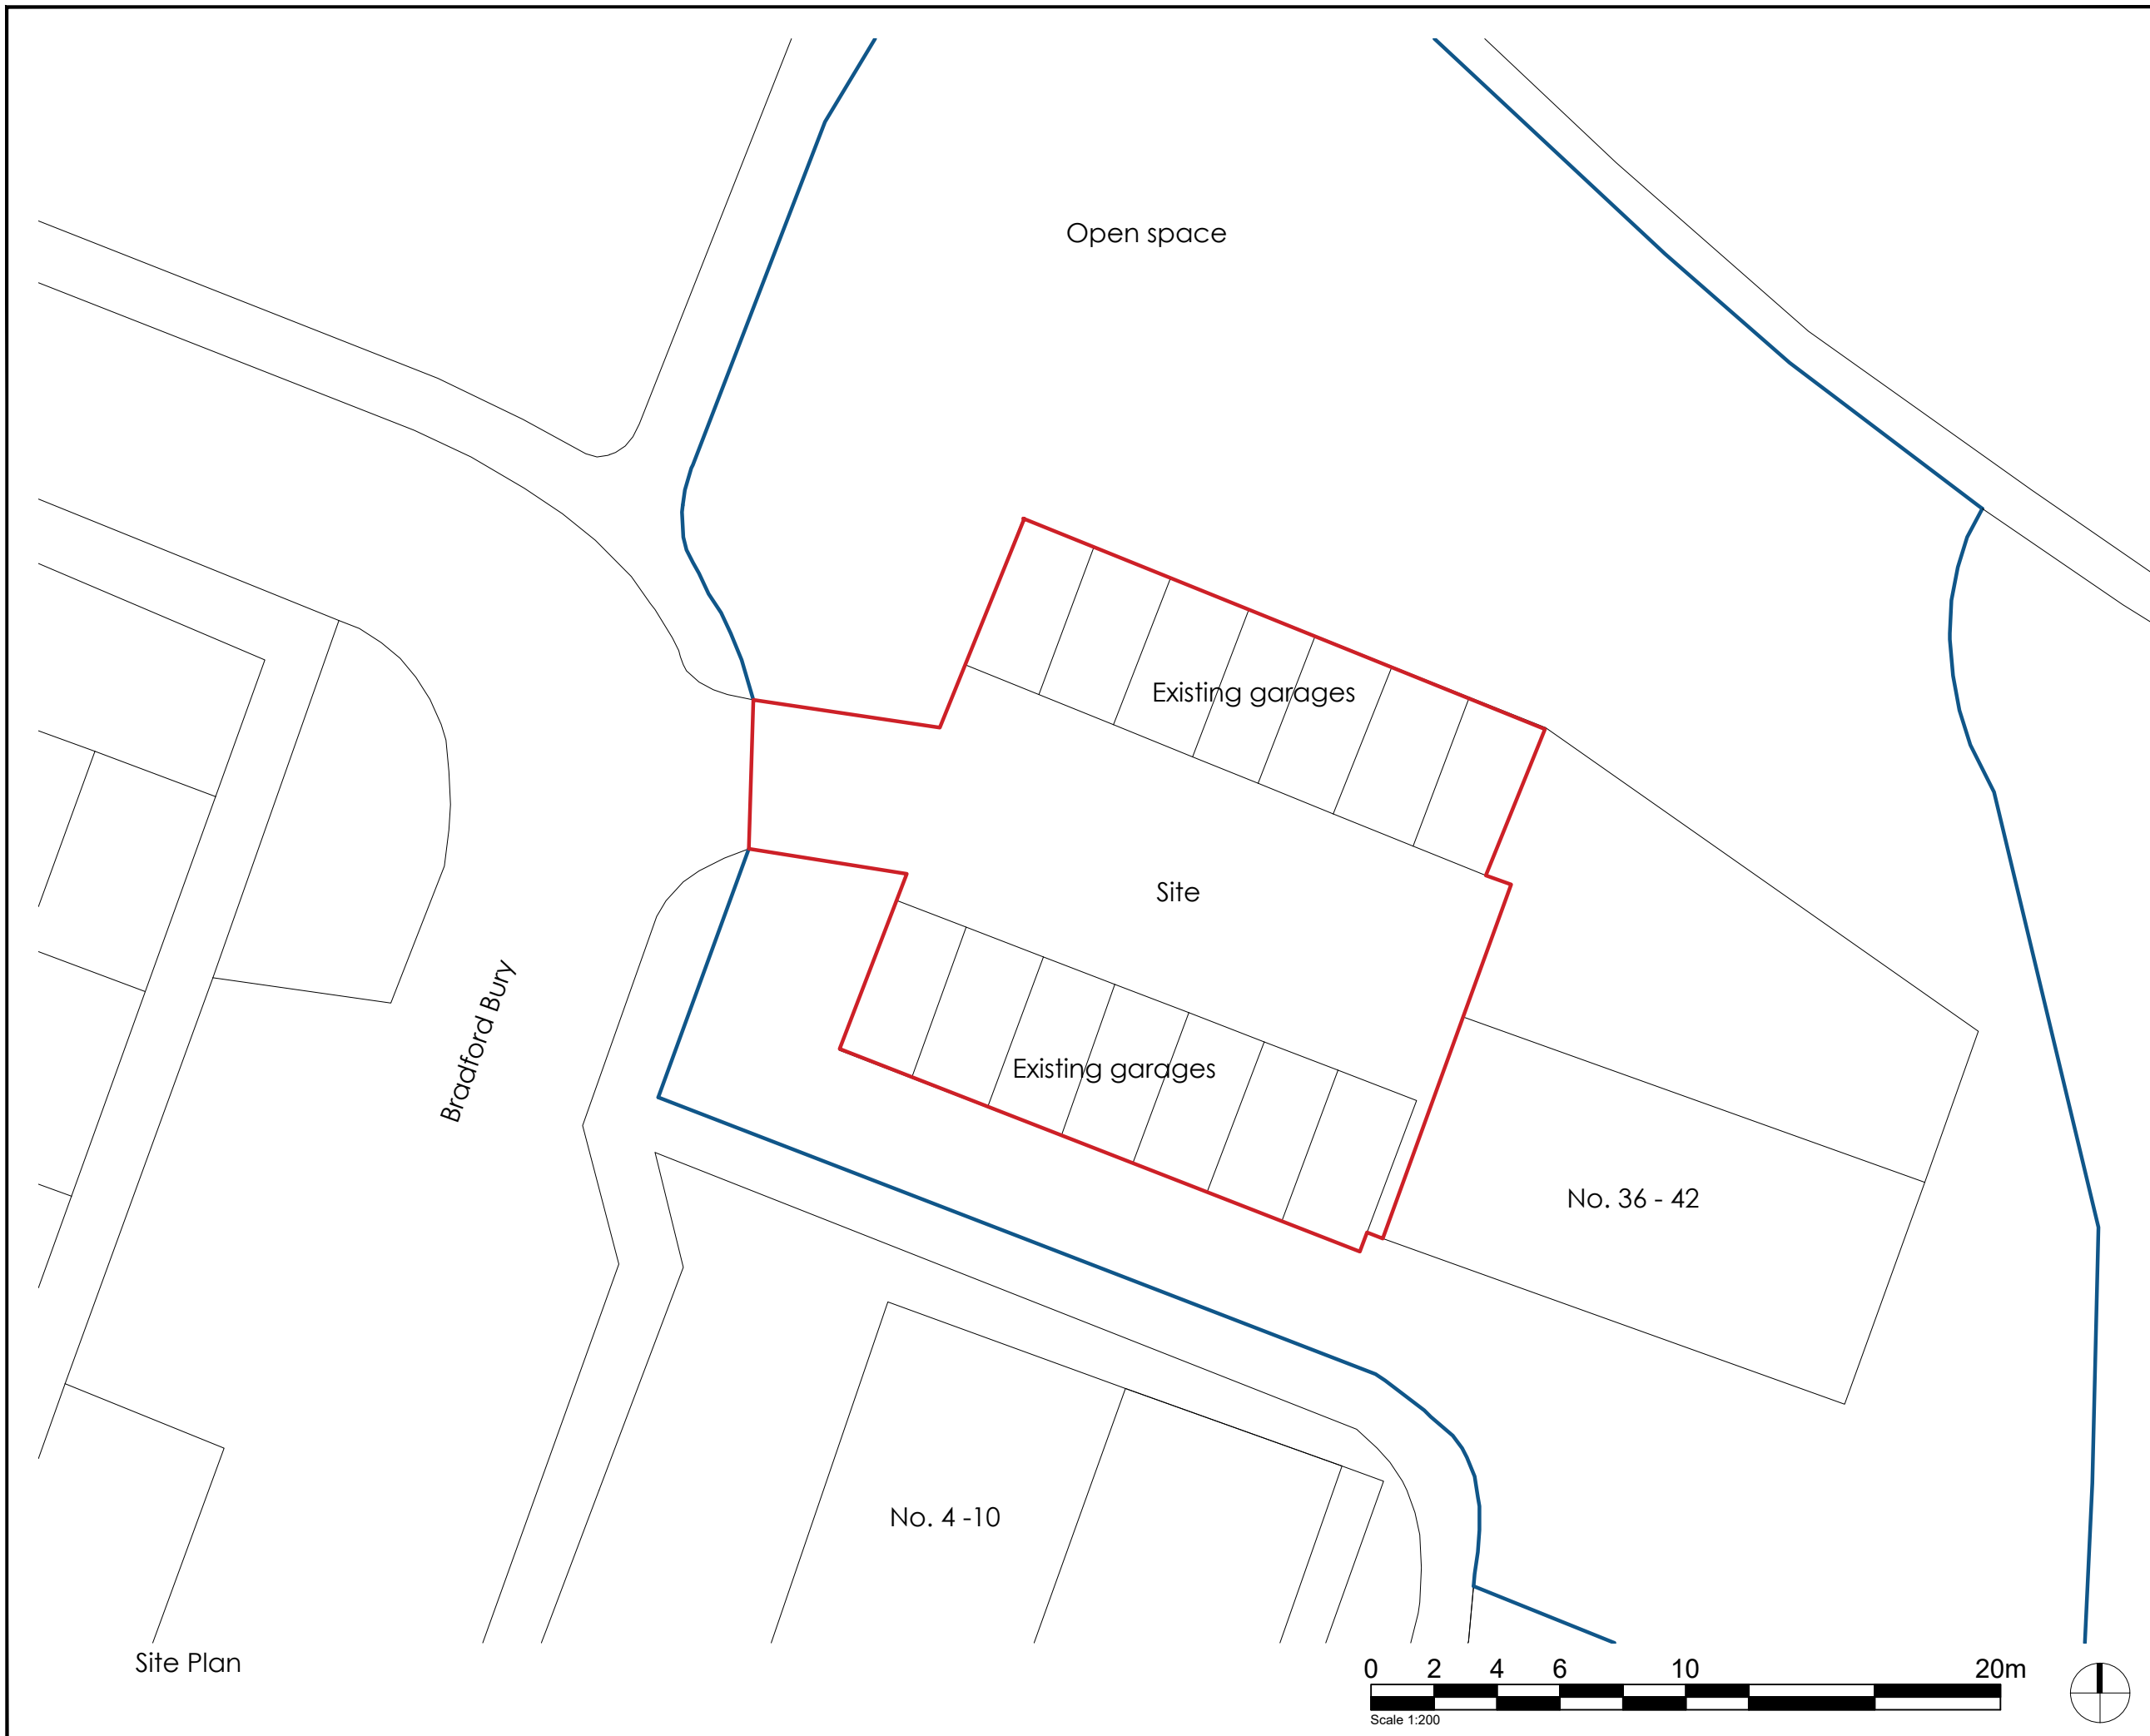 Open space
Existing garages
Site
Bradford Bury
Existing garages
No. 36 - 42
No. 4 -10
Site Plan
0 2 4 6 10 20m
Scale 1:200